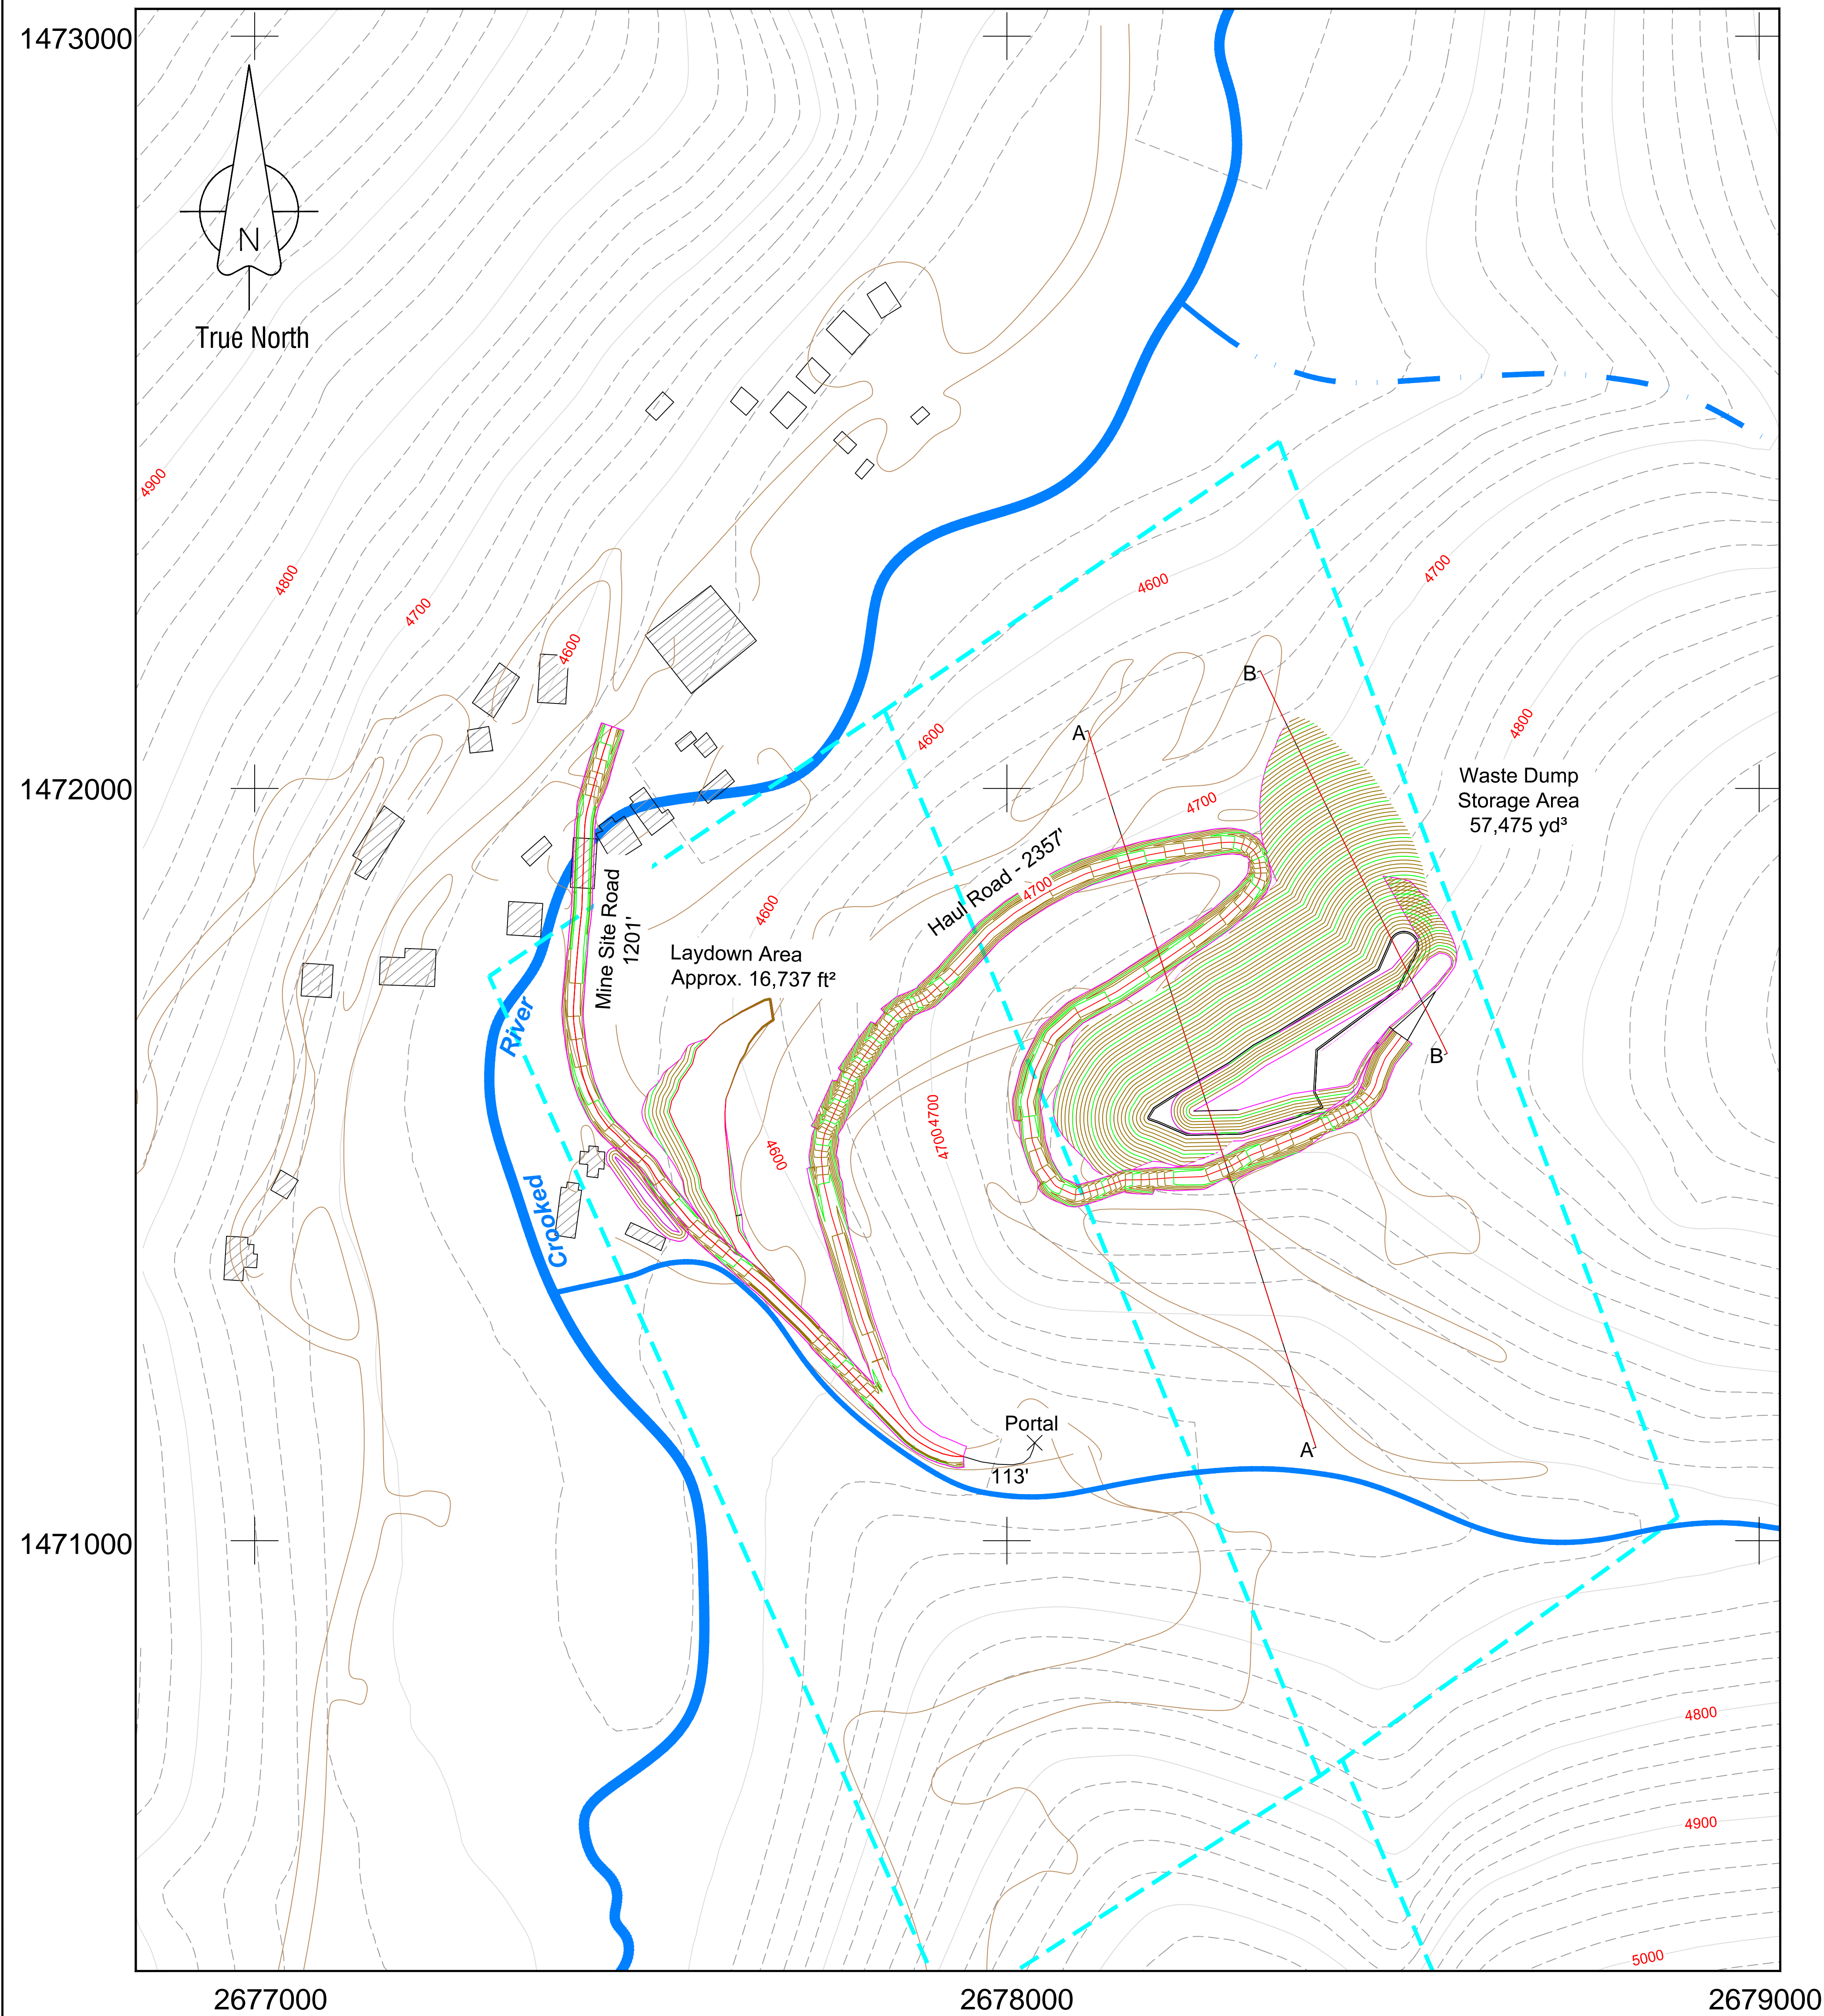 1473000
N
True North
4900
4800
4700
4600
4600
4700
4600
4800
B
A
4700
Waste Dump
Storage Area
57,475 yd³
1472000
Haul Road - 2357'
4700
4600
Mine Site Road
1201'
Laydown Area
Approx. 16,737 ft²
River
B
4700
4700
4600
Crooked
Portal
A
113'
1471000
4800
4900
5000
2677000
2678000
2679000